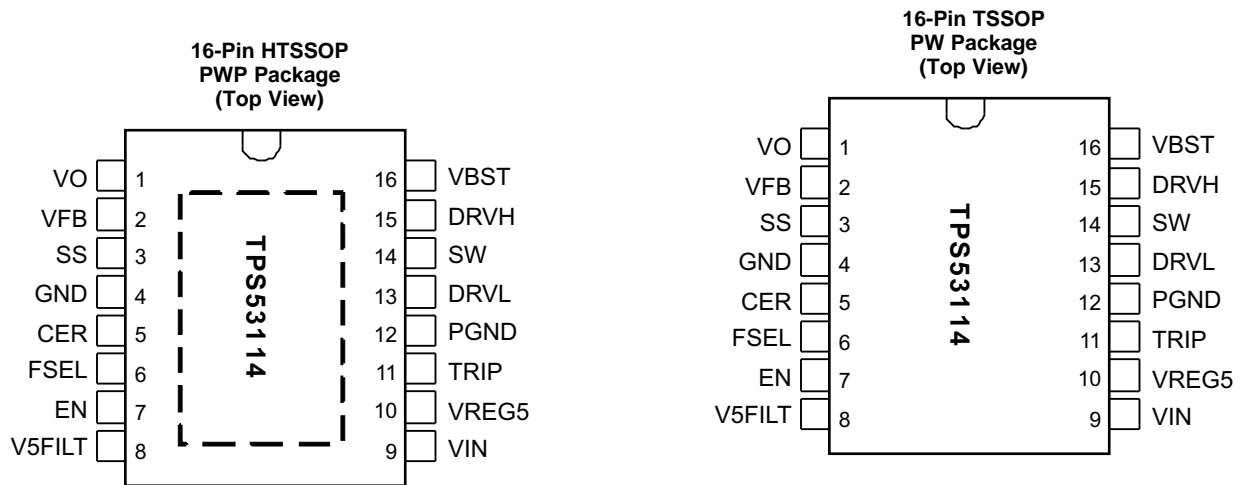 16-Pin HTSSOP
PWP Package
(Top View)
VO 1 16 VBST
VFB 2 15 DRVH
SS 3 14 SW
GND 4 13 DRVL
CER 5 12 PGND
FSEL 6 11 TRIP
EN 7 10 VREG5
V5FILT 8 9 VIN
TPS53114
16-Pin TSSOP
PW Package
(Top View)
VO 1 16 VBST
VFB 2 15 DRVH
SS 3 14 SW
GND 4 13 DRVL
CER 5 12 PGND
FSEL 6 11 TRIP
EN 7 10 VREG5
V5FILT 8 9 VIN
TPS53114